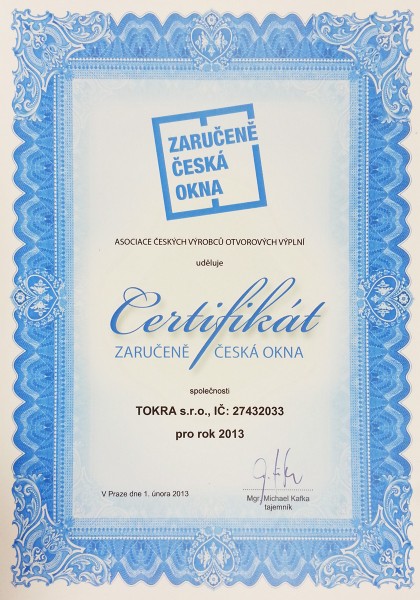 ZARUČENĚ
ČESKÁ
OKNA
ASOCIACE ČESKÝCH VÝROBCŮ OTVOROVÝCH VÝPLNÍ
uděluje
Certifikát
ZARUČENĚ ČESKÁ OKNA
společnosti
TOKRA s.r.o., IČ: 27432033
pro rok 2013
V Praze dne 1. února 2013
Mgr. Michael Kafka
tajemník